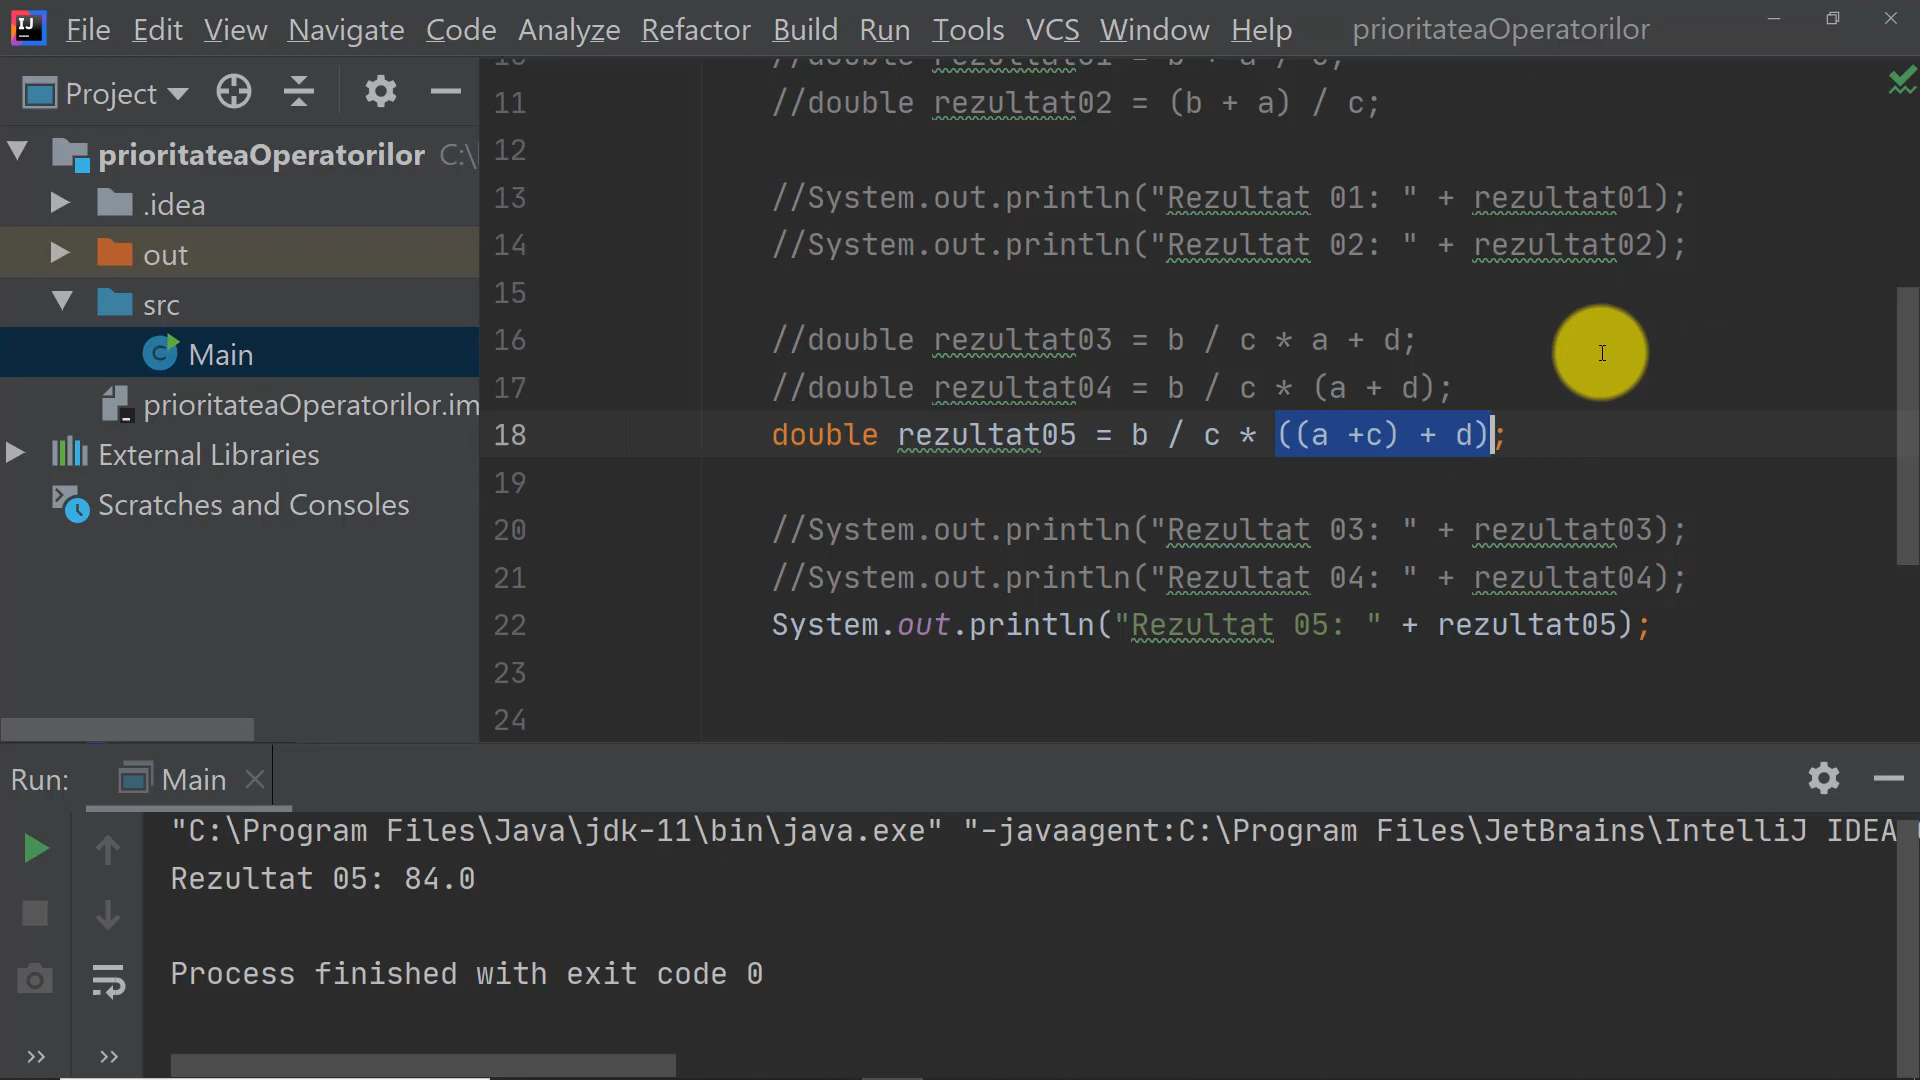 File Edit View Navigate Code Analyze Refactor Build Run Tools VCS Window Help prioritateaOperatorilor
Project
prioritateaOperatorilor C:\
.idea
out
src
Main
prioritateaOperatorilor.im
External Libraries
Scratches and Consoles
10 //double rezultat01 = b + a / c;
11 //double rezultat02 = (b + a) / c;
12
13 //System.out.println("Rezultat 01: " + rezultat01);
14 //System.out.println("Rezultat 02: " + rezultat02);
15
16 //double rezultat03 = b / c * a + d;
17 //double rezultat04 = b / c * (a + d);
18 double rezultat05 = b / c * ((a +c) + d);
19
20 //System.out.println("Rezultat 03: " + rezultat03);
21 //System.out.println("Rezultat 04: " + rezultat04);
22 System.out.println("Rezultat 05: " + rezultat05);
23
24
Run: Main
"C:\Program Files\Java\jdk-11\bin\java.exe" "-javaagent:C:\Program Files\JetBrains\IntelliJ IDEA
Rezultat 05: 84.0
Process finished with exit code 0